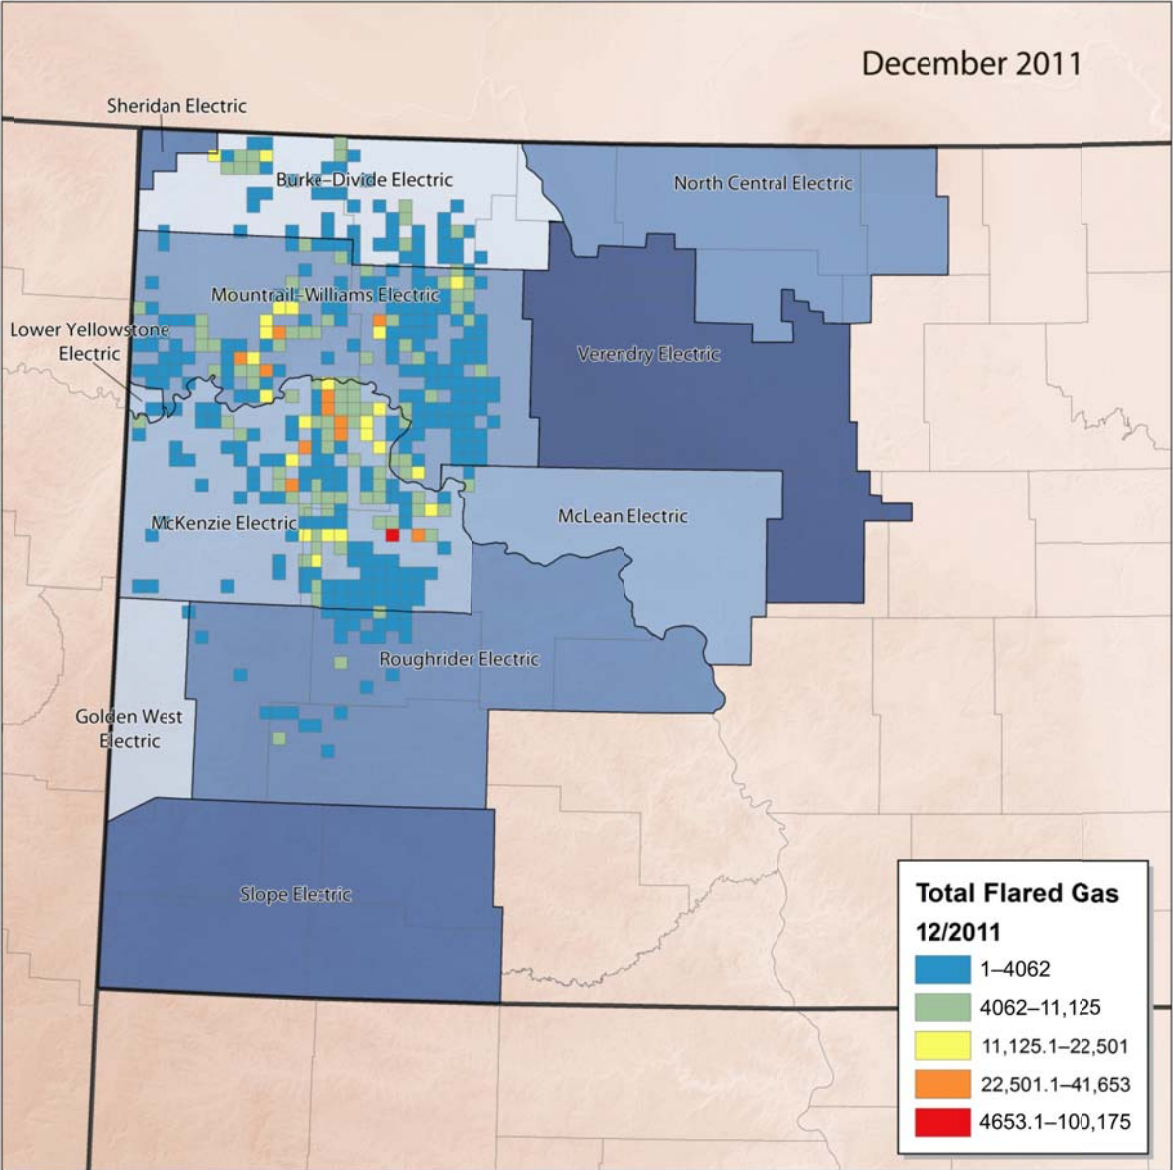 December 2011
Sheridan Electric
Burke–Divide Electric
North Central Electric
Mountrail–Williams Electric
Lower Yellowstone
Electric
Verendry Electric
McKenzie Electric
McLean Electric
Roughrider Electric
Golden West
Electric
Slope Electric
Total Flared Gas
12/2011
1–4062
4062–11,125
11,125.1–22,501
22,501.1–41,653
4653.1–100,175